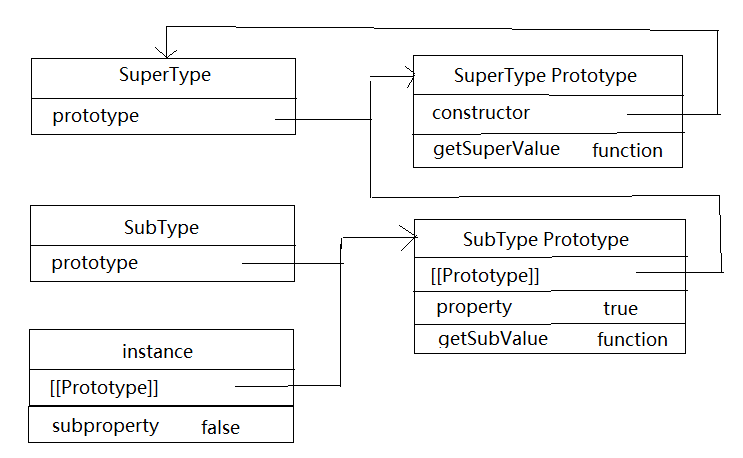 SuperType
prototype
SuperType Prototype
constructor
getSuperValue function
SubType
prototype
SubType Prototype
[[Prototype]]
property true
getSubValue function
instance
[[Prototype]]
subproperty false